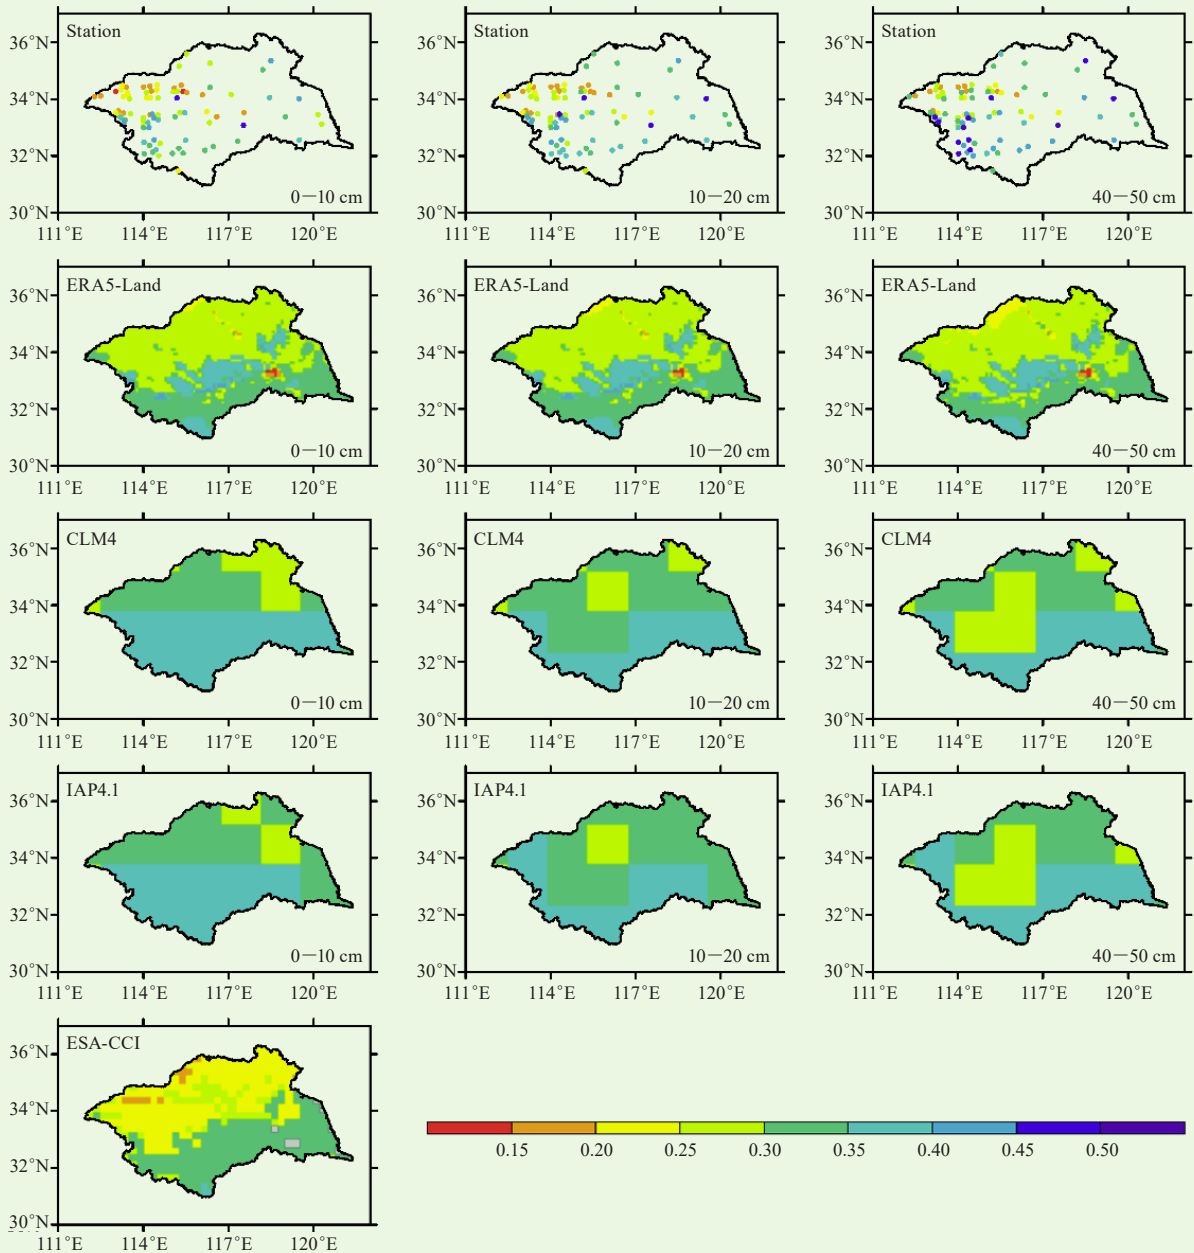 36°N Station Station Station
34°N
32°N
30°N 0—10 cm 30°N 10—20 cm 30°N 40—50 cm
36°N 36°N
34°N 34°N
32°N 32°N
111°E 114°E 117°E 120°E 111°E 114°E 117°E 120°E 111°E 114°E 117°E 120°E
36°N ERA5-Land 36°N ERA5-Land 36°N ERA5-Land
34°N 34°N 34°N
32°N 32°N 32°N
30°N 0—10 cm 30°N 10—20 cm 30°N 40—50 cm
111°E 114°E 117°E 120°E 111°E 114°E 117°E 120°E 111°E 114°E 117°E 120°E
36°N CLM4 36°N CLM4 36°N CLM4
34°N 34°N 34°N
32°N 32°N 32°N
30°N 0—10 cm 30°N 10—20 cm 30°N 40—50 cm
111°E 114°E 117°E 120°E 111°E 114°E 117°E 120°E 111°E 114°E 117°E 120°E
36°N IAP4.1 36°N IAP4.1 36°N IAP4.1
34°N 34°N 34°N
32°N 32°N 32°N
30°N 0—10 cm 30°N 10—20 cm 30°N 40—50 cm
111°E 114°E 117°E 120°E 111°E 114°E 117°E 120°E 111°E 114°E 117°E 120°E
36°N ESA-CCI
34°N
32°N
30°N
111°E 114°E 117°E 120°E
0.15 0.20 0.25 0.30 0.35 0.40 0.45 0.50